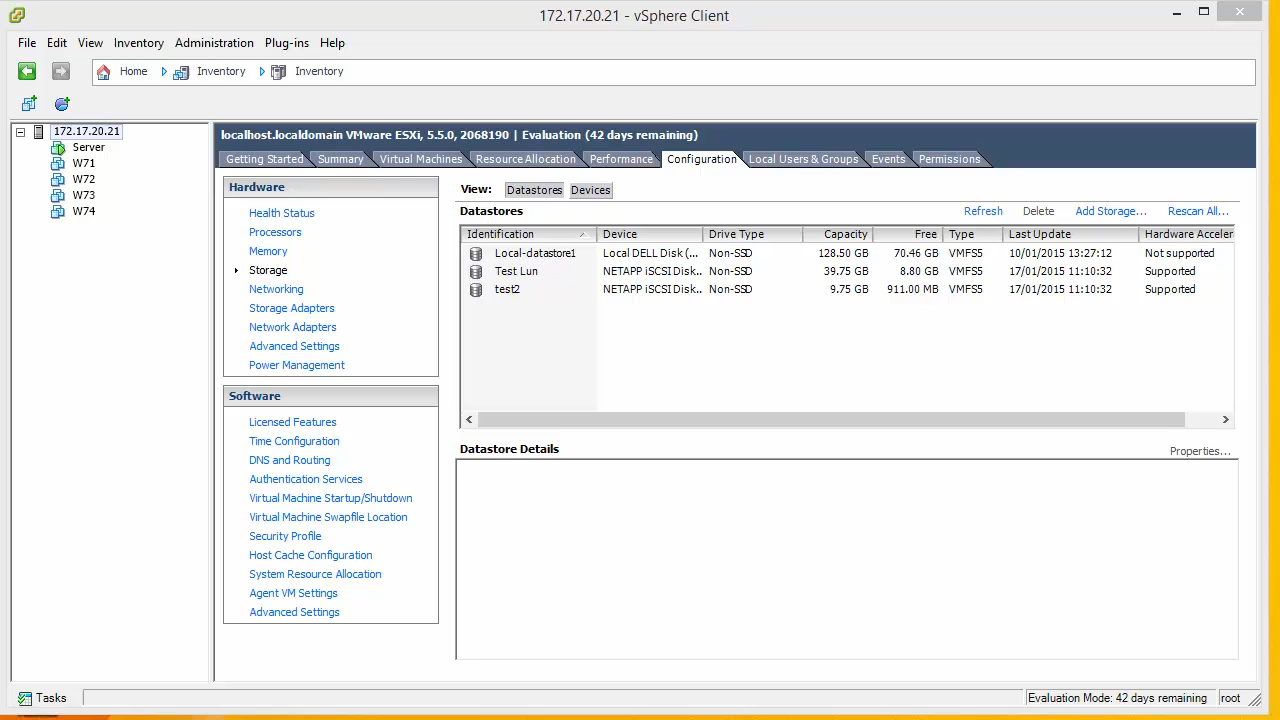 172.17.20.21 - vSphere Client
File Edit View Inventory Administration Plug-ins Help
Home Inventory Inventory
172.17.20.21
Server
W71
W72
W73
W74
localhost.localdomain VMware ESXi, 5.5.0, 2068190 | Evaluation (42 days remaining)
Getting Started Summary Virtual Machines Resource Allocation Performance Configuration Local Users & Groups Events Permissions
Hardware
Health Status
Processors
Memory
Storage
Networking
Storage Adapters
Network Adapters
Advanced Settings
Power Management
Software
Licensed Features
Time Configuration
DNS and Routing
Authentication Services
Virtual Machine Startup/Shutdown
Virtual Machine Swapfile Location
Security Profile
Host Cache Configuration
System Resource Allocation
Agent VM Settings
Advanced Settings
View: Datastores Devices
Datastores Refresh Delete Add Storage... Rescan All...
Identification Device Drive Type Capacity Free Type Last Update Hardware Acceler
Local-datastore1 Local DELL Disk (... Non-SSD 128.50 GB 70.46 GB VMFS5 10/01/2015 13:27:12 Not supported
Test Lun NETAPP iSCSI Disk... Non-SSD 39.75 GB 8.80 GB VMFS5 17/01/2015 11:10:32 Supported
test2 NETAPP iSCSI Disk... Non-SSD 9.75 GB 911.00 MB VMFS5 17/01/2015 11:10:32 Supported
Datastore Details Properties...
Tasks Evaluation Mode: 42 days remaining root